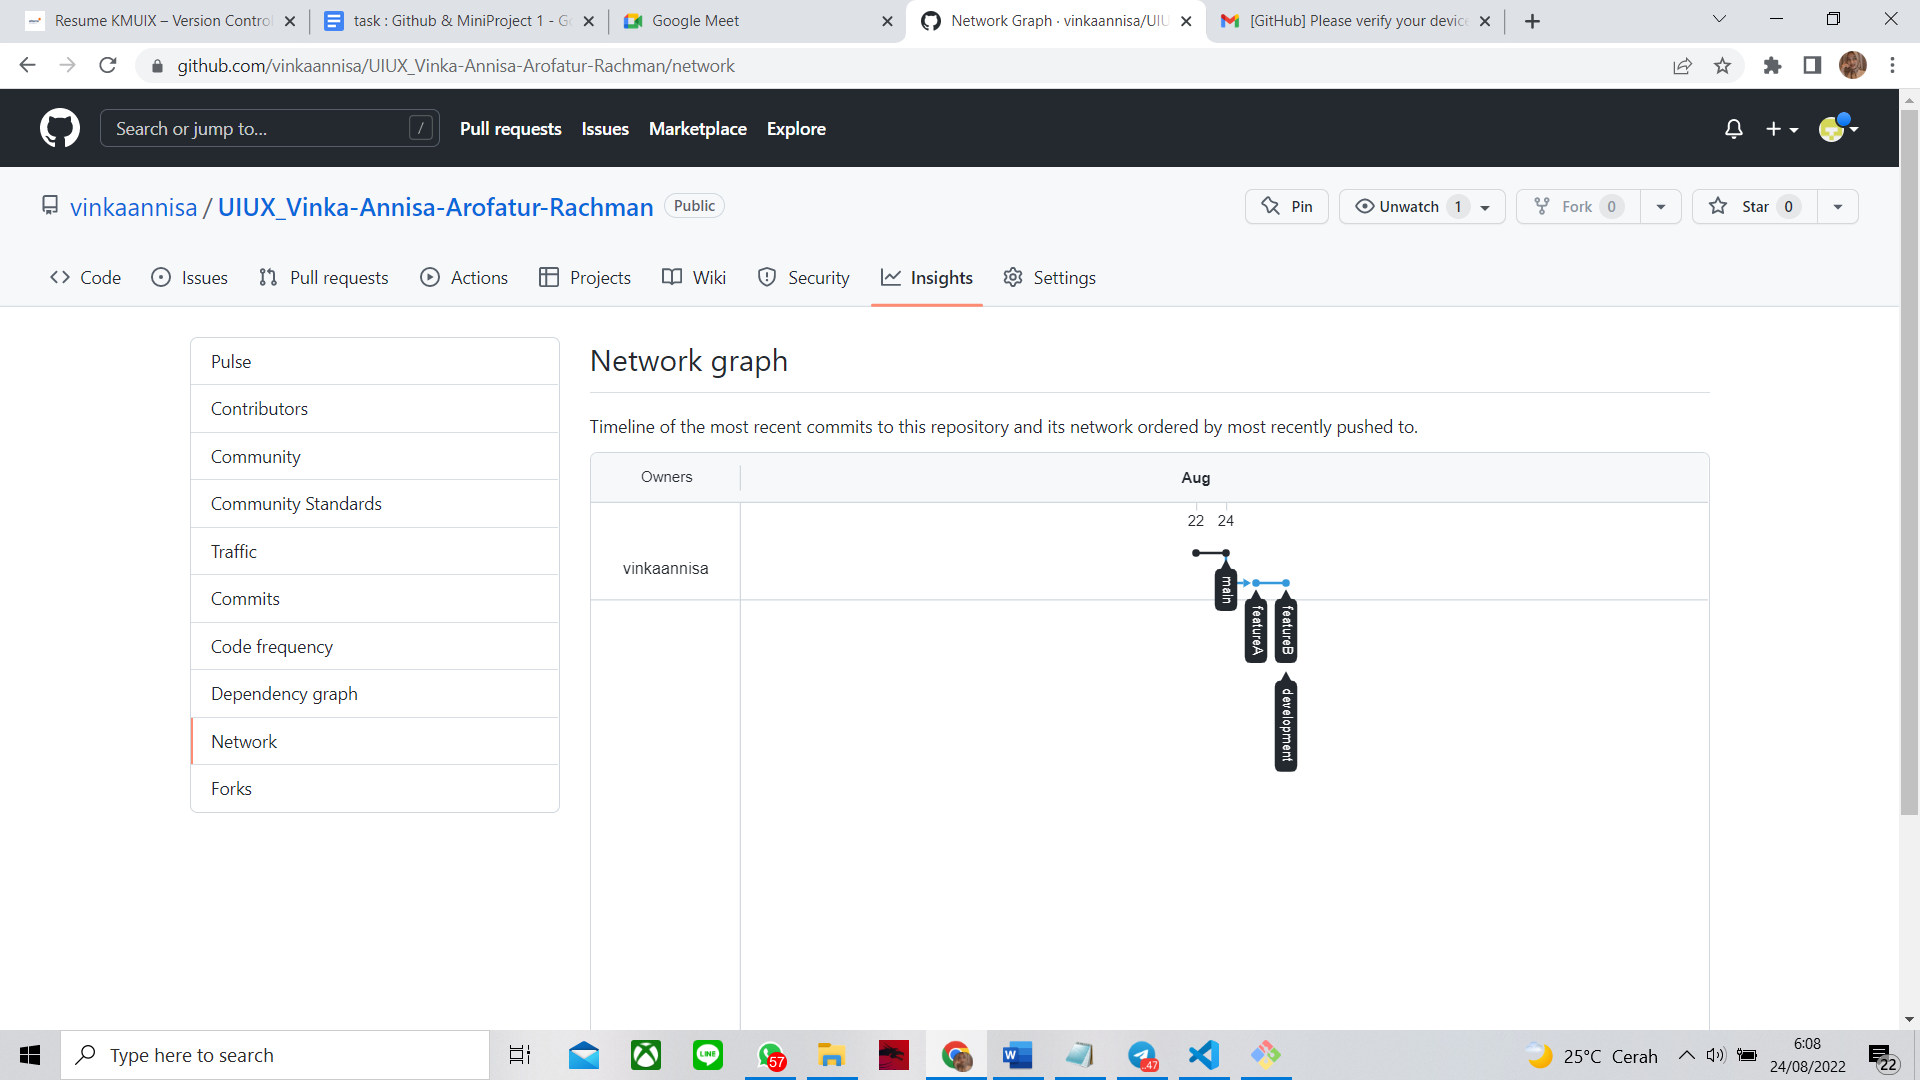 Resume KMUIX – Version Control
task : Github & MiniProject 1 - Go
Google Meet
Network Graph · vinkaannisa/UIU
[GitHub] Please verify your device
github.com/vinkaannisa/UIUX_Vinka-Annisa-Arofatur-Rachman/network
Search or jump to...
/
Pull requests
Issues
Marketplace
Explore
vinkaannisa / UIUX_Vinka-Annisa-Arofatur-Rachman
Public
Pin
Unwatch 1
Fork 0
Star 0
Code
Issues
Pull requests
Actions
Projects
Wiki
Security
Insights
Settings
Pulse
Contributors
Community
Community Standards
Traffic
Commits
Code frequency
Dependency graph
Network
Forks
Network graph
Timeline of the most recent commits to this repository and its network ordered by most recently pushed to.
Owners
Aug
22 24
vinkaannisa
main
featureA
featureB
development
Type here to search
LINE
57
W
.47
25°C Cerah
6:08
24/08/2022
22